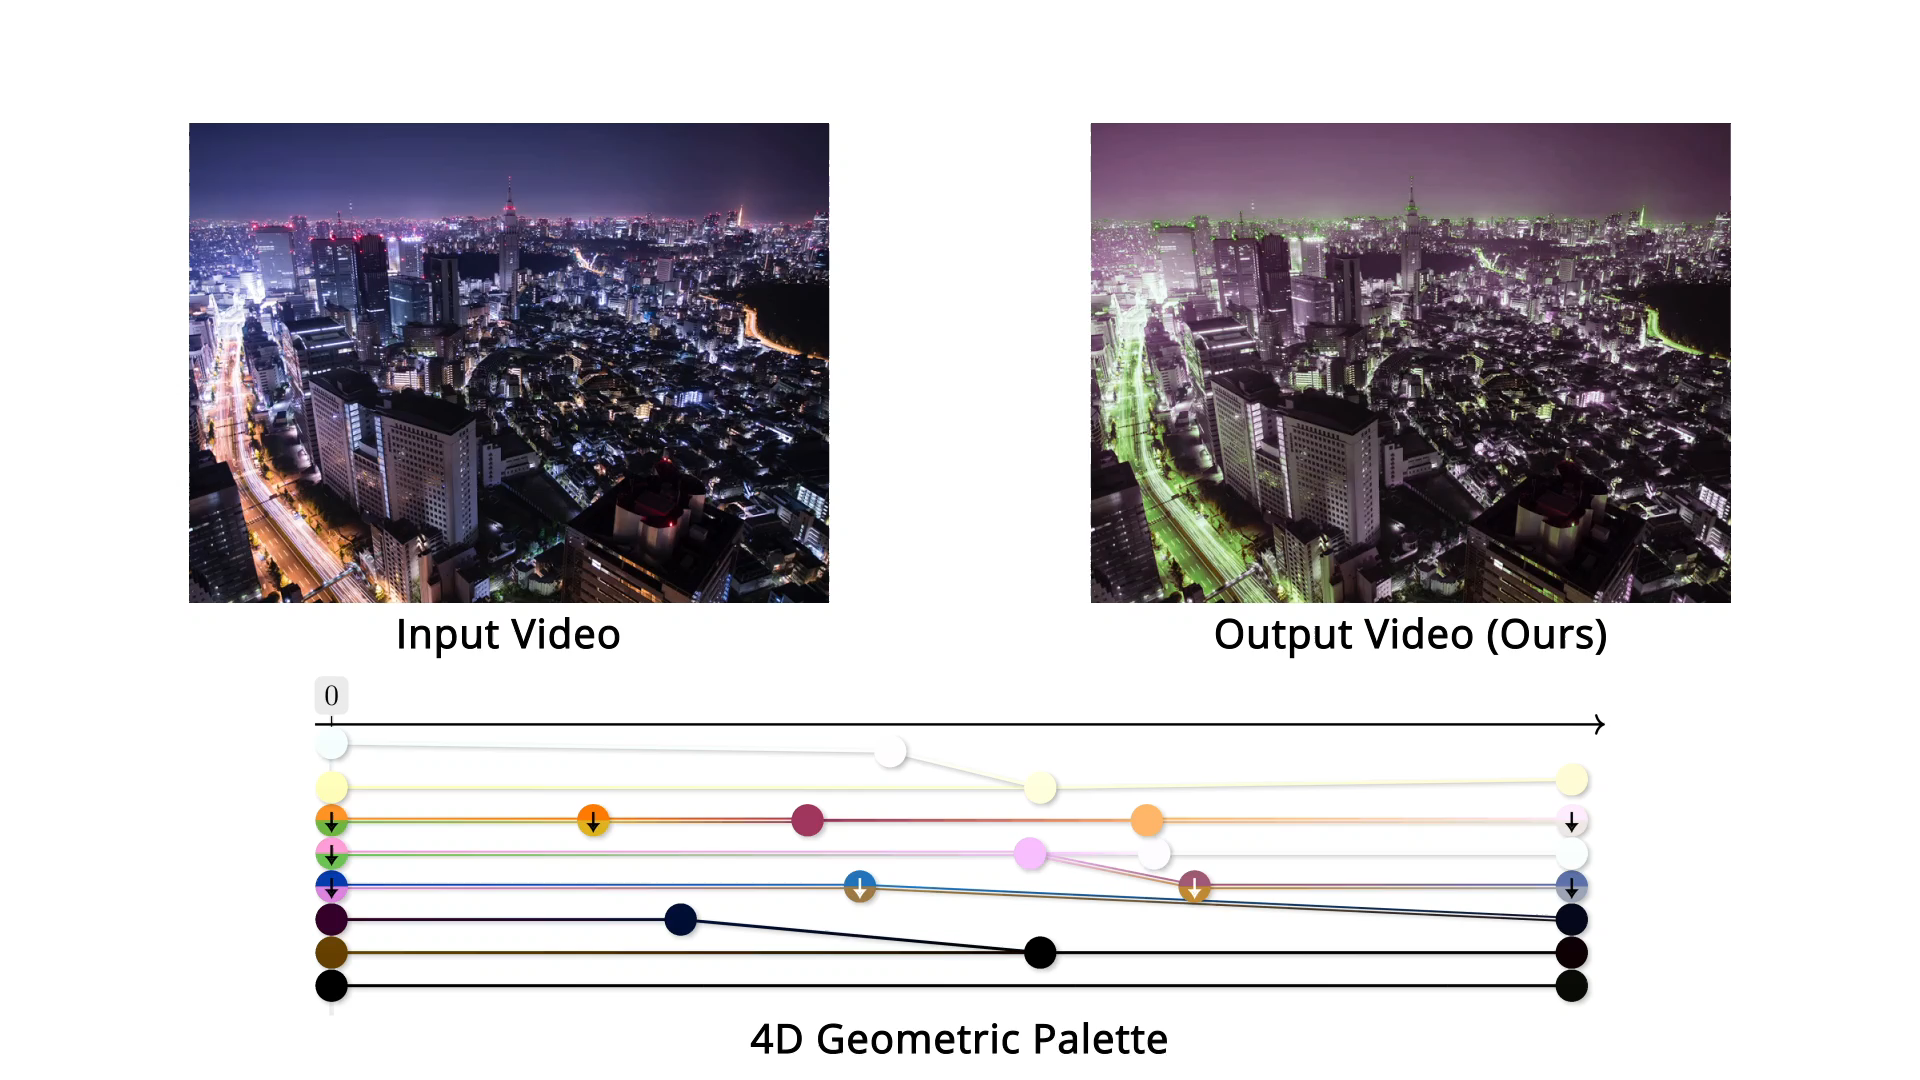 Input Video
Output Video (Ours)
0
4D Geometric Palette